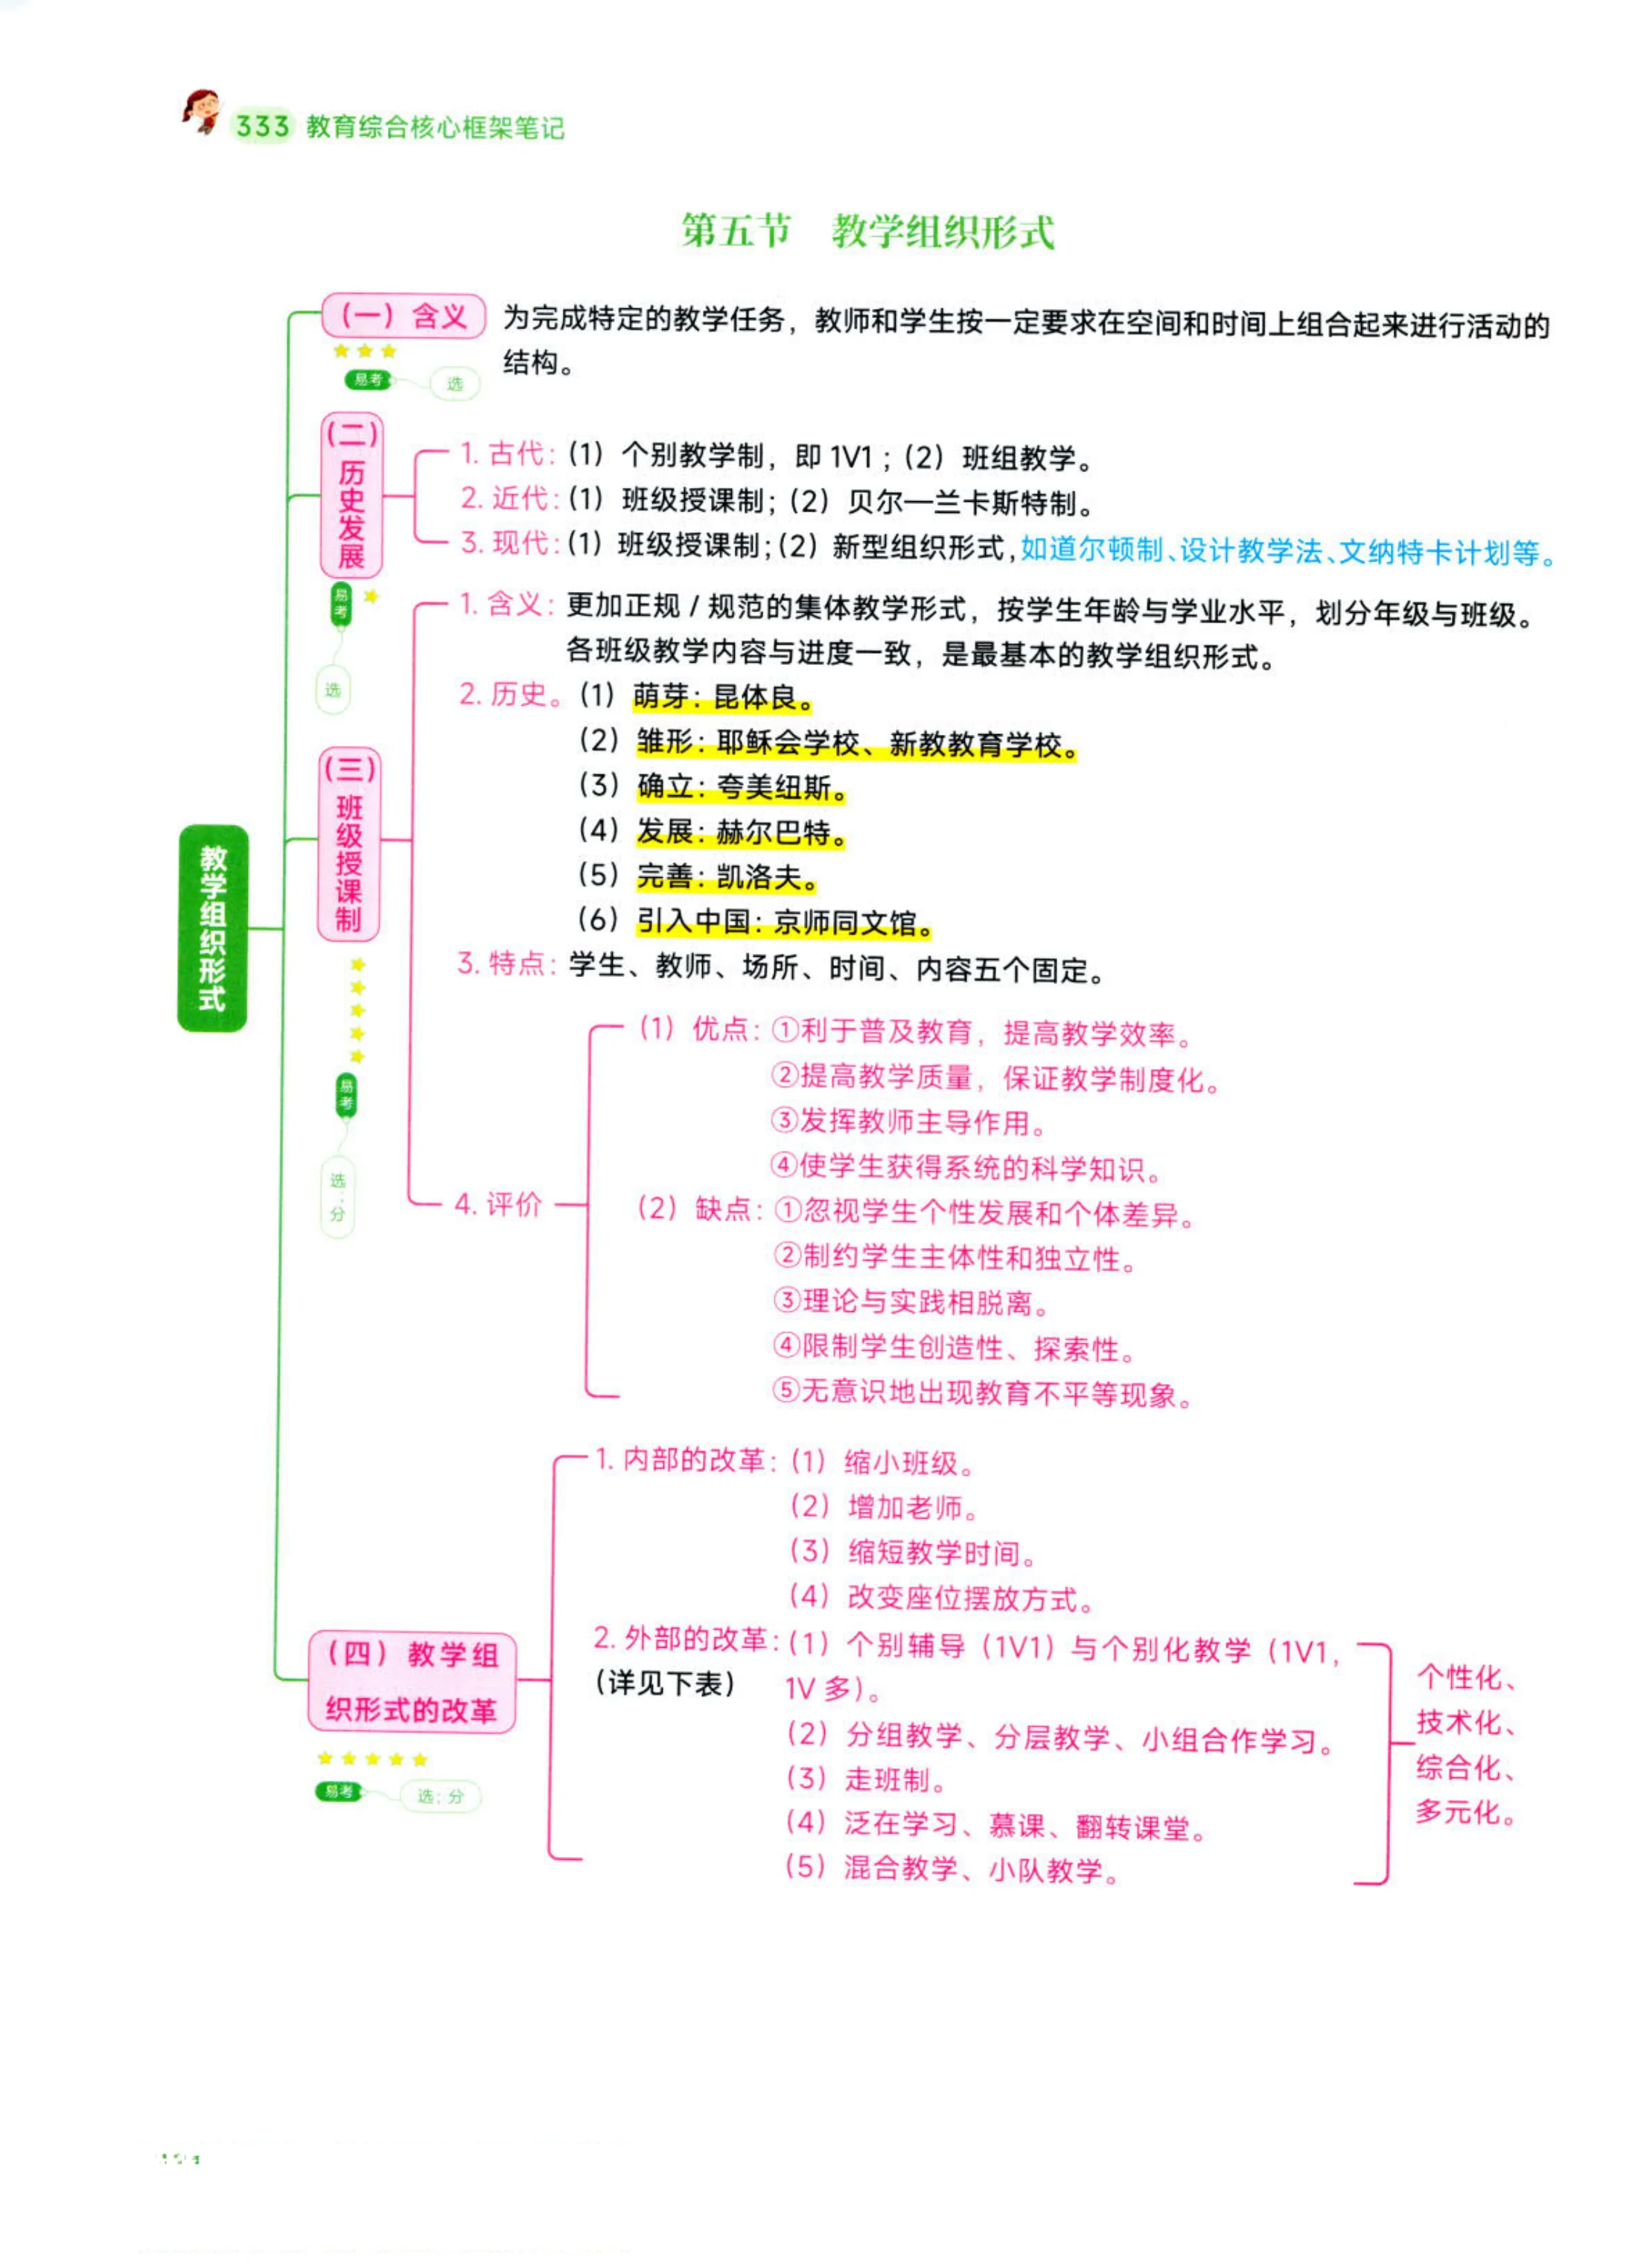 333 教育综合核心框架笔记
第五节 教学组织形式
教学组织形式
（一）含义
为完成特定的教学任务，教师和学生按一定要求在空间和时间上组合起来进行活动的
结构。
易考 选
（二）历史发展
1. 古代：（1）个别教学制，即 1V1；（2）班组教学。
2. 近代：（1）班级授课制；（2）贝尔—兰卡斯特制。
3. 现代：（1）班级授课制；（2）新型组织形式，如道尔顿制、设计教学法、文纳特卡计划等。
易考
选
（三）班级授课制
1. 含义：更加正规 / 规范的集体教学形式，按学生年龄与学业水平，划分年级与班级。
各班级教学内容与进度一致，是最基本的教学组织形式。
2. 历史。（1）萌芽：昆体良。
（2）雏形：耶稣会学校、新教教育学校。
（3）确立：夸美纽斯。
（4）发展：赫尔巴特。
（5）完善：凯洛夫。
（6）引入中国：京师同文馆。
3. 特点：学生、教师、场所、时间、内容五个固定。
易考
选；分
4. 评价
（1）优点：①利于普及教育，提高教学效率。
②提高教学质量，保证教学制度化。
③发挥教师主导作用。
④使学生获得系统的科学知识。
（2）缺点：①忽视学生个性发展和个体差异。
②制约学生主体性和独立性。
③理论与实践相脱离。
④限制学生创造性、探索性。
⑤无意识地出现教育不平等现象。
（四）教学组
织形式的改革
易考 选；分
1. 内部的改革：（1）缩小班级。
（2）增加老师。
（3）缩短教学时间。
（4）改变座位摆放方式。
2. 外部的改革：（1）个别辅导（1V1）与个别化教学（1V1，
（详见下表） 1V 多）。
（2）分组教学、分层教学、小组合作学习。
（3）走班制。
（4）泛在学习、慕课、翻转课堂。
（5）混合教学、小队教学。
个性化、
技术化、
综合化、
多元化。